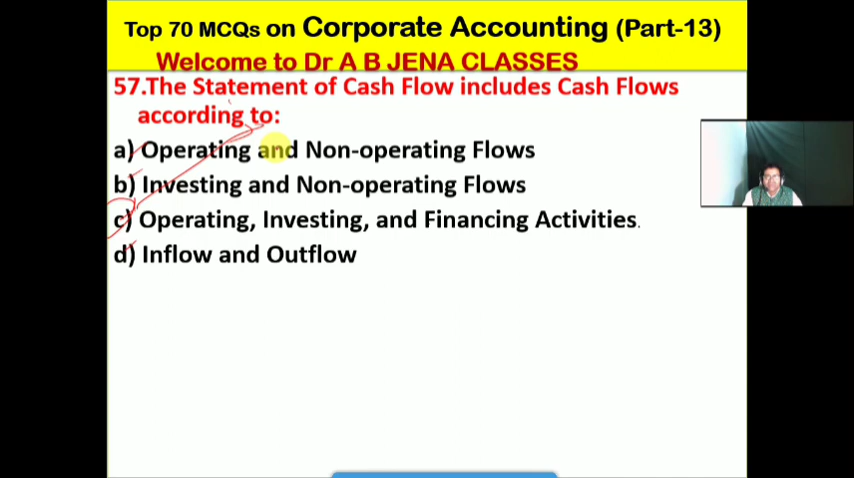 Top 70 MCQs on Corporate Accounting (Part-13)
Welcome to Dr A B JENA CLASSES
57.The Statement of Cash Flow includes Cash Flows
according to:
a) Operating and Non-operating Flows
b) Investing and Non-operating Flows
c) Operating, Investing, and Financing Activities.
d) Inflow and Outflow